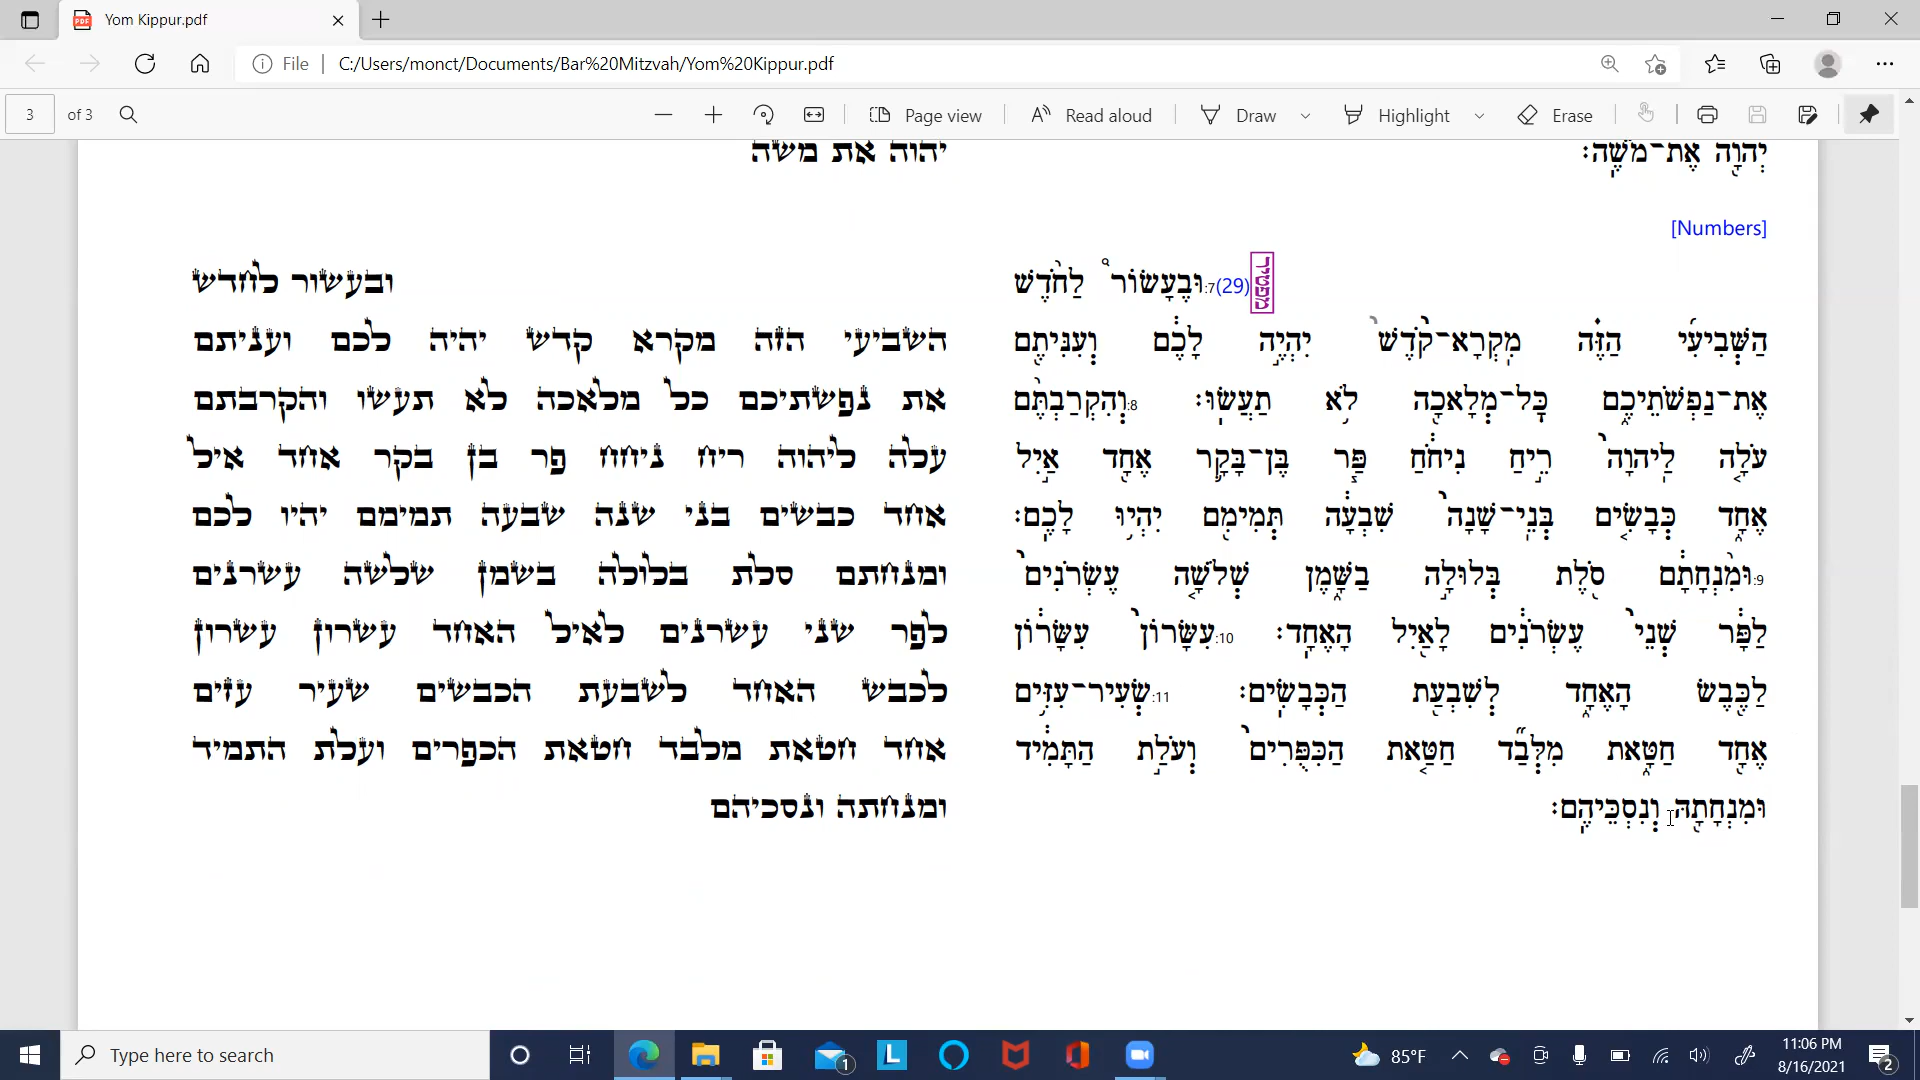 Yom Kippur.pdf
File
C:/Users/monct/Documents/Bar%20Mitzvah/Yom%20Kippur.pdf
3 of 3
Page view
Read aloud
Draw
Highlight
Erase
יְהוָ֖ה אֶת־מֹשֶֽׁה׃
[Numbers]
מפטיר (29) 7: וּבֶעָשׂוֹר֩ לַחֹ֨דֶשׁ
הַשְּׁבִיעִ֜י הַזֶּ֗ה מִֽקְרָא־קֹ֙דֶשׁ֙ יִהְיֶ֣ה לָכֶ֔ם וְעִנִּיתֶ֖ם
אֶת־נַפְשֹׁתֵיכֶ֑ם כָּל־מְלָאכָ֖ה לֹ֥א תַעֲשֽׂוּ׃ 8: וְהִקְרַבְתֶּ֨ם
עֹלָ֤ה לַֽיהוָה֙ רֵ֣יחַ נִיחֹ֔חַ פַּ֧ר בֶּן־בָּקָ֛ר אֶחָ֖ד אַ֣יִל
אֶחָ֑ד כְּבָשִׂ֤ים בְּנֵֽי־שָׁנָה֙ שִׁבְעָ֔ה תְּמִימִ֖ם יִהְי֥וּ לָכֶֽם׃
9: וּמִ֨נְחָתָ֔ם סֹ֖לֶת בְּלוּלָ֣ה בַשָּׁ֑מֶן שְׁלֹשָׁ֤ה עֶשְׂרֹנִים֙
לַפָּ֔ר שְׁנֵי֙ עֶשְׂרֹנִ֔ים לָאַ֖יִל הָאֶחָֽד׃ 10: עִשָּׂרוֹן֙ עִשָּׂר֔וֹן
לַכֶּ֖בֶשׂ הָאֶחָ֑ד לְשִׁבְעַ֖ת הַכְּבָשִֽׂים׃ 11: שְׂעִיר־עִזִּ֥ים
אֶחָ֖ד חַטָּ֑את מִלְּבַ֞ד חַטַּ֤את הַכִּפֻּרִים֙ וְעֹלַ֣ת הַתָּמִ֔יד
וּמִנְחָתָ֖הּ וְנִסְכֵּיהֶֽם׃
יהוה את משה
ובעשור לחדש
השביעי הזה מקרא קדש יהיה לכם ועניתם
את נפשתיכם כל מלאכה לא תעשו והקרבתם
עלה ליהוה ריח ניחח פר בן בקר אחד איל
אחד כבשים בני שנה שבעה תמימם יהיו לכם
ומנחתם סלת בלולה בשמן שלשה עשרנים
לפר שני עשרנים לאיל האחד עשרון עשרון
לכבש האחד לשבעת הכבשים שעיר עזים
אחד חטאת מלבד חטאת הכפרים ועלת התמיד
ומנחתה ונסכיהם
Type here to search
1
L
85°F
11:06 PM
8/16/2021
2